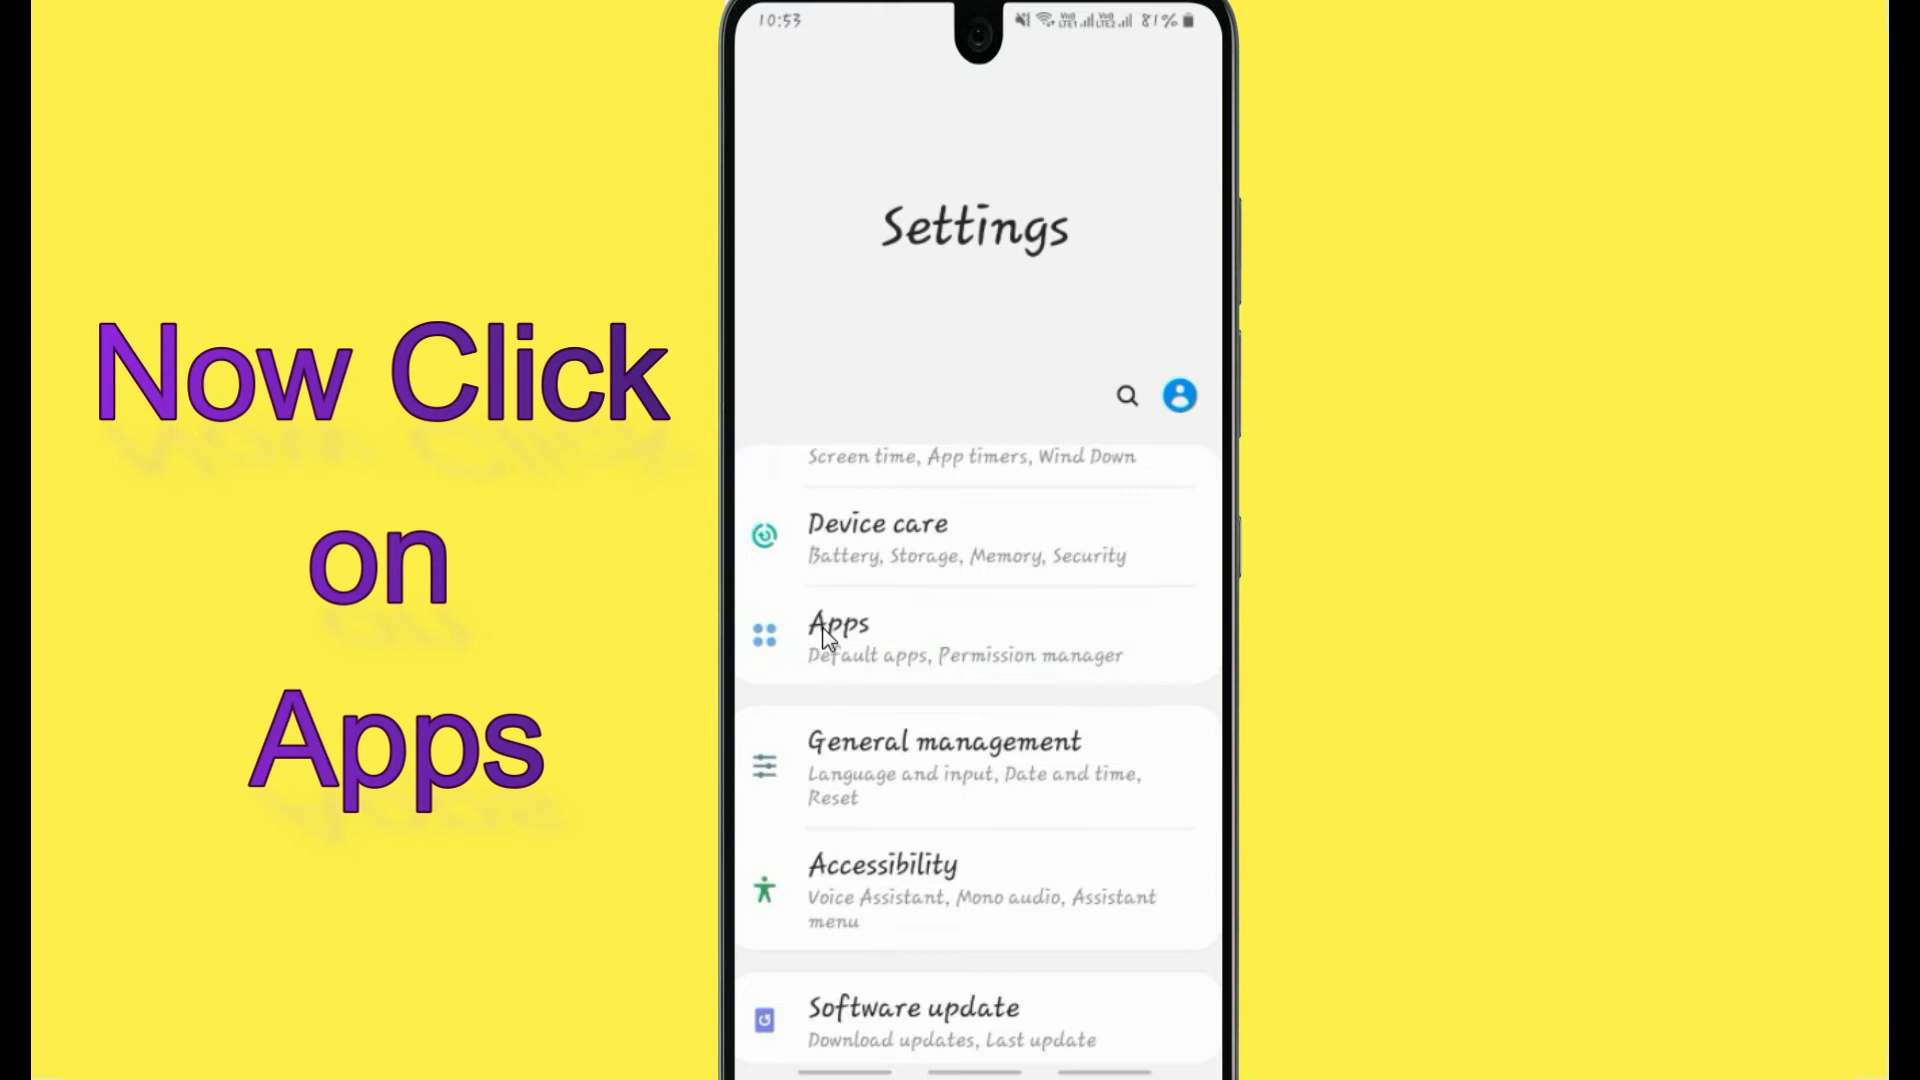 Now Click
on
Apps
10:53
81%
Settings
Screen time, App timers, Wind Down
Device care
Battery, Storage, Memory, Security
Apps
Default apps, Permission manager
General management
Language and input, Date and time,
Reset
Accessibility
Voice Assistant, Mono audio, Assistant
menu
Software update
Download updates, Last update